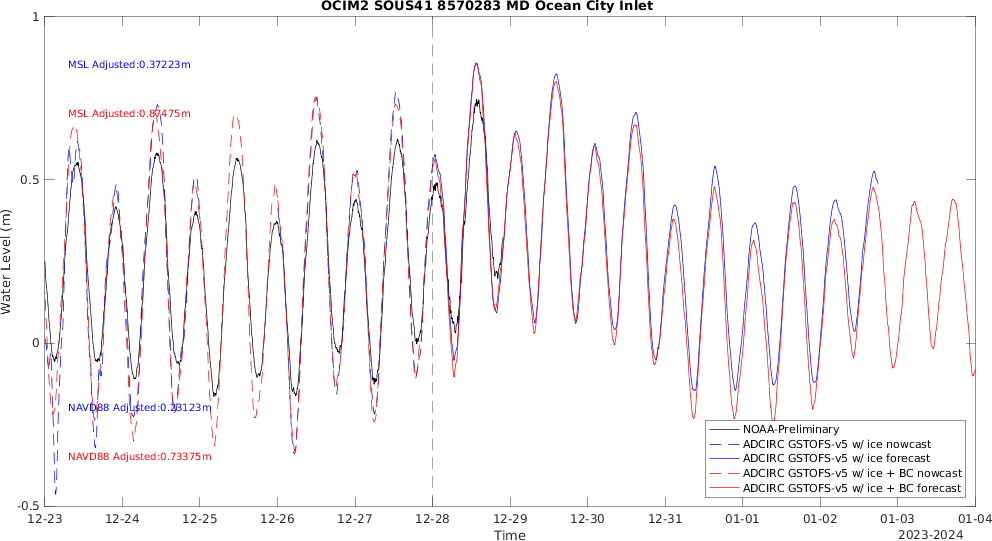 OCIM2 SOUS41 8570283 MD Ocean City Inlet
1
0.5
0
-0.5
Water Level (m)
MSL Adjusted:0.37223m
MSL Adjusted:0.87475m
NAVD88 Adjusted:0.23123m
NAVD88 Adjusted:0.73375m
NOAA-Preliminary
ADCIRC GSTOFS-v5 w/ ice nowcast
ADCIRC GSTOFS-v5 w/ ice forecast
ADCIRC GSTOFS-v5 w/ ice + BC nowcast
ADCIRC GSTOFS-v5 w/ ice + BC forecast
12-23 12-24 12-25 12-26 12-27 12-28 12-29 12-30 12-31 01-01 01-02 01-03 01-04
Time
2023-2024